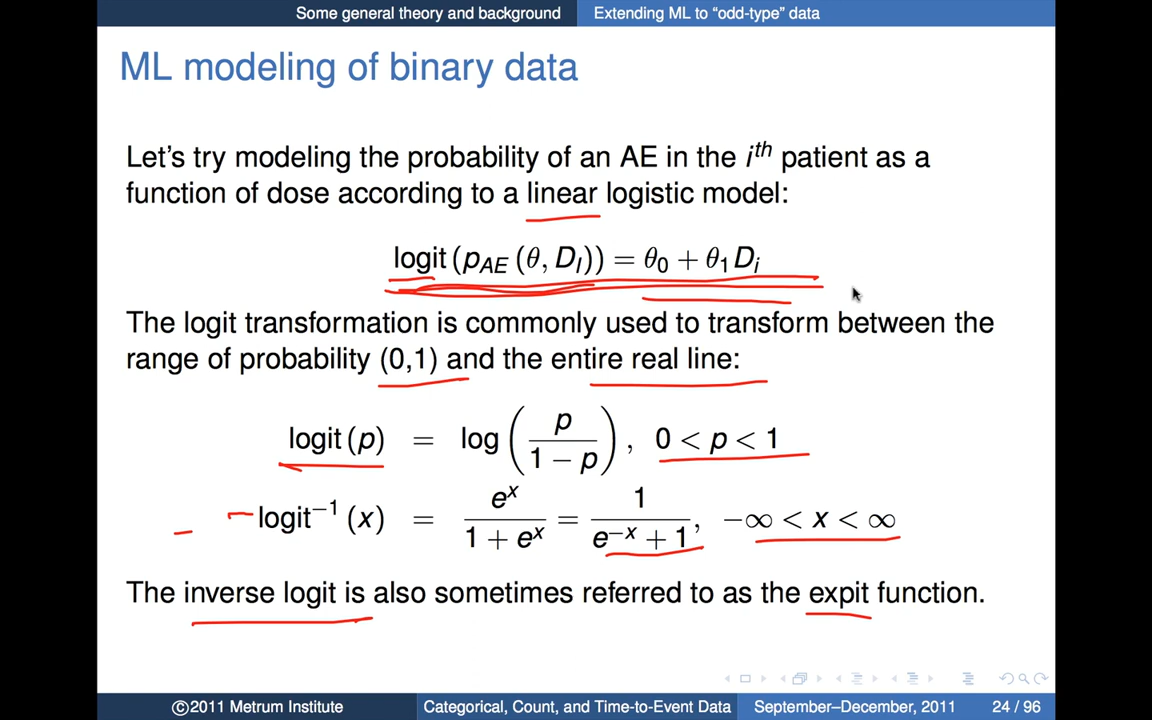 Some general theory and background Extending ML to “odd-type” data
ML modeling of binary data
Let’s try modeling the probability of an AE in the iᵗʰ patient as a
function of dose according to a linear logistic model:
logit (p_AE (θ, D_I)) = θ₀ + θ₁ D_i
The logit transformation is commonly used to transform between the
range of probability (0,1) and the entire real line:
logit (p) = log ( p / (1 − p) ), 0 < p < 1
logit⁻¹ (x) = eˣ / (1 + eˣ) = 1 / (e⁻ˣ + 1), −∞ < x < ∞
The inverse logit is also sometimes referred to as the expit function.
©2011 Metrum Institute Categorical, Count, and Time-to-Event Data September–December, 2011 24 / 96